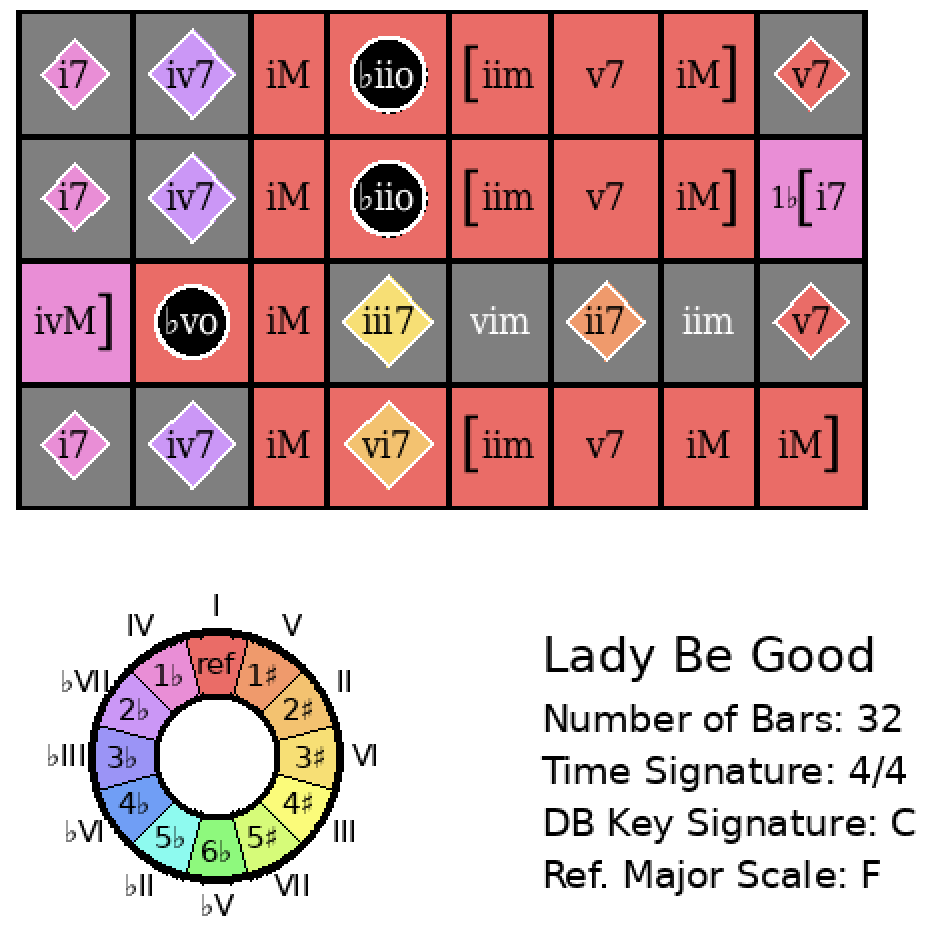 i7 iv7 iM ♭iio [iim v7 iM] v7
i7 iv7 iM ♭iio [iim v7 iM] 1♭[i7
ivM] ♭vo iM iii7 vim ii7 iim v7
i7 iv7 iM vi7 [iim v7 iM iM]
I
IV V
♭VII 1♭ ref 1♯ II
2♭ 2♯
♭III 3♭ 3♯ VI
4♭ 4♯
♭VI 5♭ 6♭ 5♯ III
♭II VII
♭V
Lady Be Good
Number of Bars: 32
Time Signature: 4/4
DB Key Signature: C
Ref. Major Scale: F